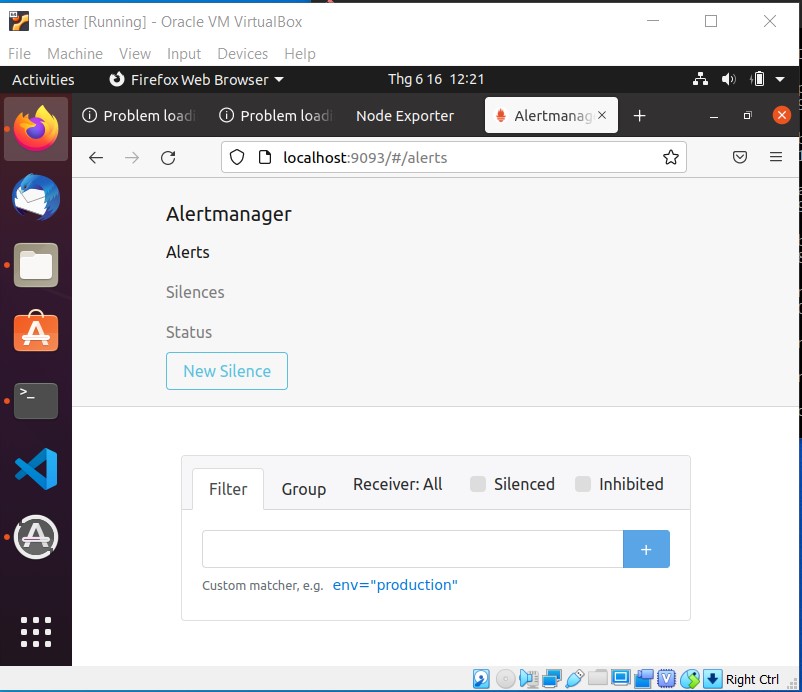 master [Running] - Oracle VM VirtualBox
File Machine View Input Devices Help
Activities Firefox Web Browser Thg 6 16 12:21
Problem loadi Problem loadi Node Exporter Alertmanag
localhost:9093/#/alerts
Alertmanager
Alerts
Silences
Status
New Silence
Filter Group Receiver: All Silenced Inhibited
+
Custom matcher, e.g. env="production"
Right Ctrl